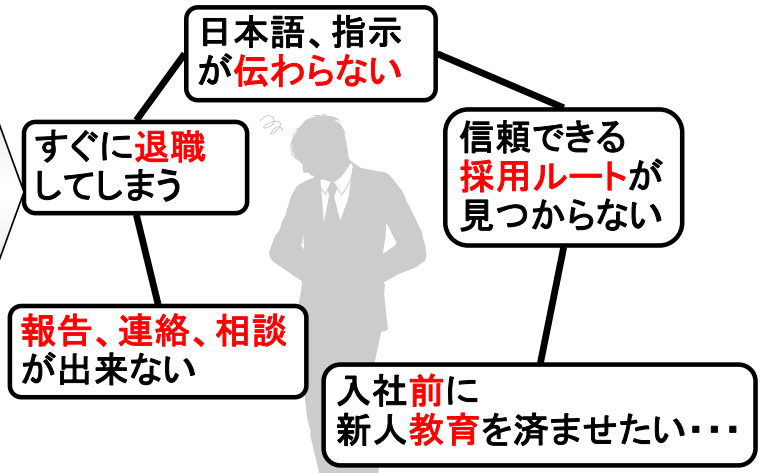 日本語、指示
が伝わらない
すぐに退職
してしまう
信頼できる
採用ルートが
見つからない
報告、連絡、相談
が出来ない
入社前に
新人教育を済ませたい・・・